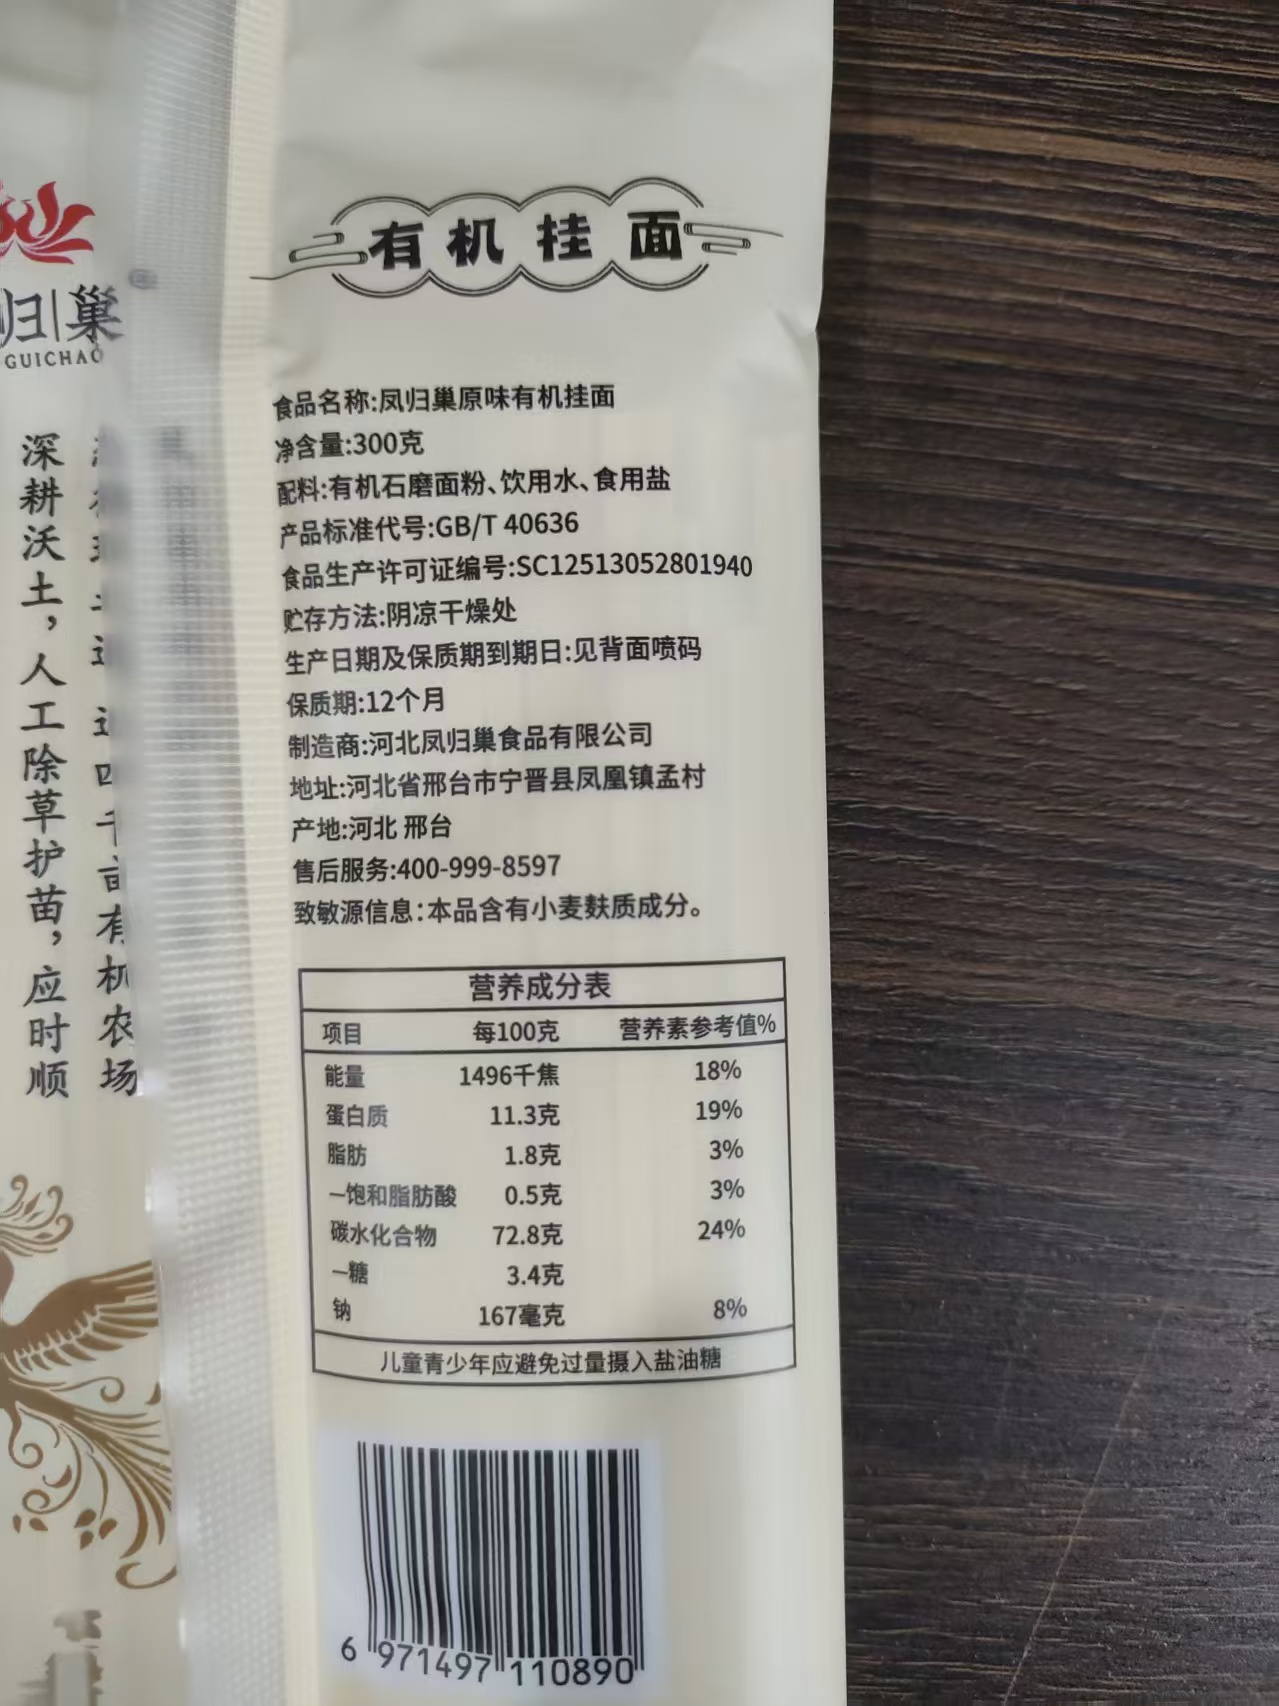 归巢
GUICHAO
深耕沃土，人工除草护苗，应时顺
有机农场
有机挂面
食品名称:凤归巢原味有机挂面
净含量:300克
配料:有机石磨面粉、饮用水、食用盐
产品标准代号:GB/T 40636
食品生产许可证编号:SC12513052801940
贮存方法:阴凉干燥处
生产日期及保质期到期日:见背面喷码
保质期:12个月
制造商:河北凤归巢食品有限公司
地址:河北省邢台市宁晋县凤凰镇孟村
产地:河北 邢台
售后服务:400-999-8597
致敏源信息:本品含有小麦麸质成分。
营养成分表
项目 每100克 营养素参考值%
能量 1496千焦 18%
蛋白质 11.3克 19%
脂肪 1.8克 3%
—饱和脂肪酸 0.5克 3%
碳水化合物 72.8克 24%
—糖 3.4克
钠 167毫克 8%
儿童青少年应避免过量摄入盐油糖
6 971497 110890